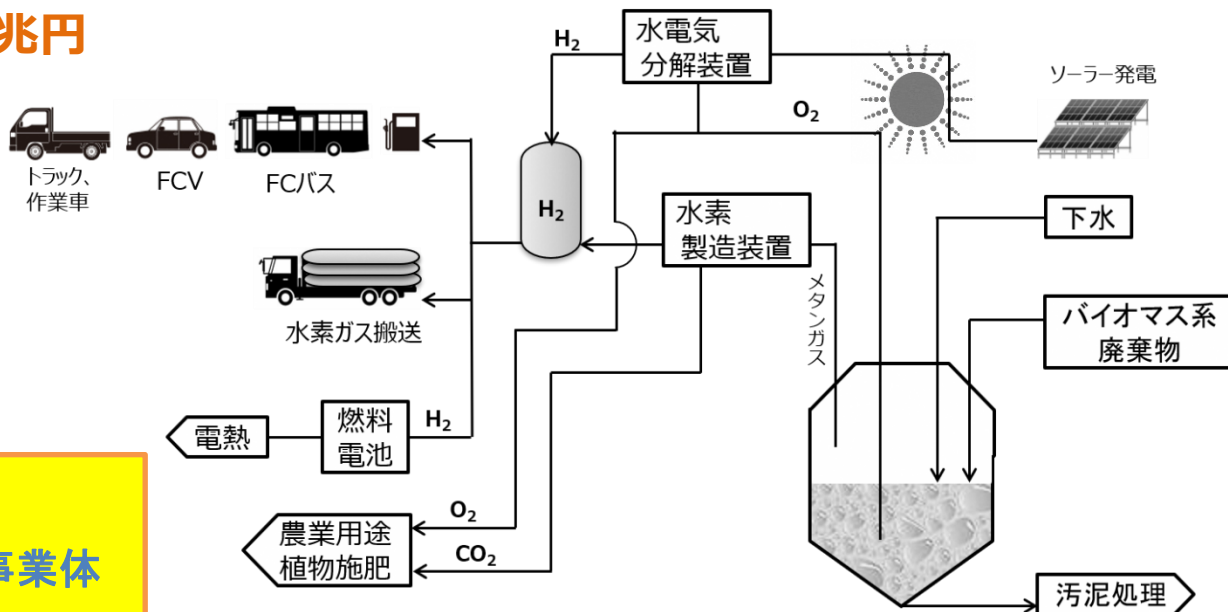 兆円
H₂
水電気
分解装置
O₂
ソーラー発電
トラック、
作業車
FCV
FCバス
H₂
水素
製造装置
下水
水素ガス搬送
メタンガス
バイオマス系
廃棄物
電熱
燃料
電池
H₂
O₂
農業用途
植物施肥
CO₂
事業体
汚泥処理